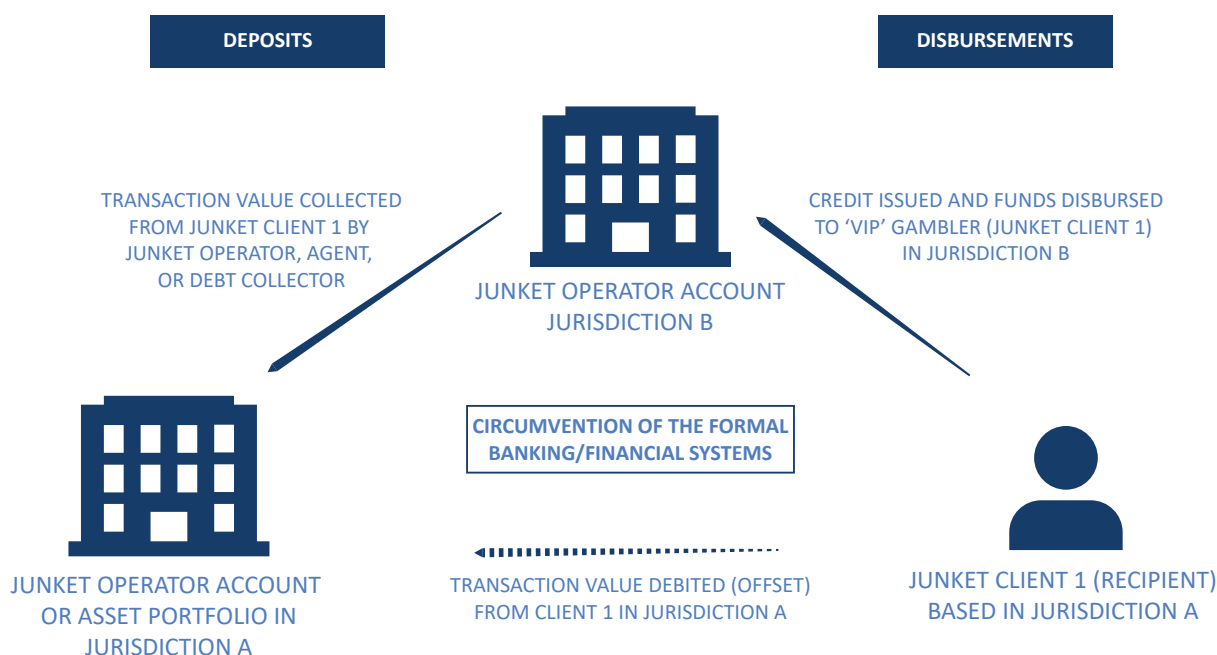 DEPOSITS
DISBURSEMENTS
TRANSACTION VALUE COLLECTED
FROM JUNKET CLIENT 1 BY
JUNKET OPERATOR, AGENT,
OR DEBT COLLECTOR
CREDIT ISSUED AND FUNDS DISBURSED
TO ‘VIP’ GAMBLER (JUNKET CLIENT 1)
IN JURISDICTION B
JUNKET OPERATOR ACCOUNT
JURISDICTION B
CIRCUMVENTION OF THE FORMAL
BANKING/FINANCIAL SYSTEMS
JUNKET OPERATOR ACCOUNT
OR ASSET PORTFOLIO IN
JURISDICTION A
TRANSACTION VALUE DEBITED (OFFSET)
FROM CLIENT 1 IN JURISDICTION A
JUNKET CLIENT 1 (RECIPIENT)
BASED IN JURISDICTION A